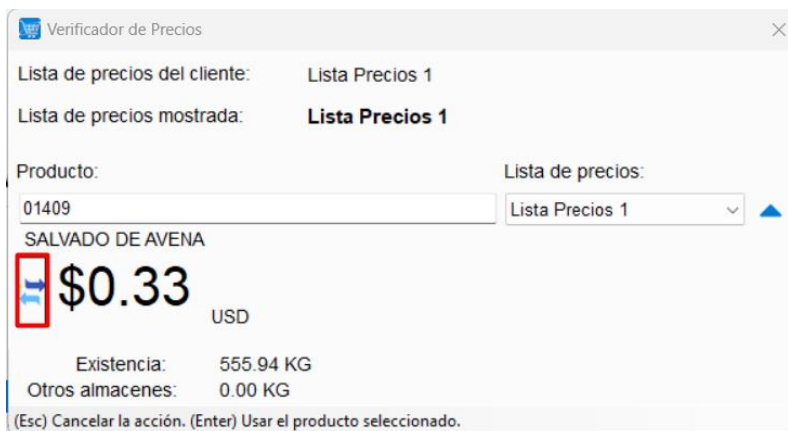 Verificador de Precios
Lista de precios del cliente: Lista Precios 1
Lista de precios mostrada: Lista Precios 1
Producto: Lista de precios:
01409 Lista Precios 1
SALVADO DE AVENA
$0.33 USD
Existencia: 555.94 KG
Otros almacenes: 0.00 KG
(Esc) Cancelar la acción. (Enter) Usar el producto seleccionado.